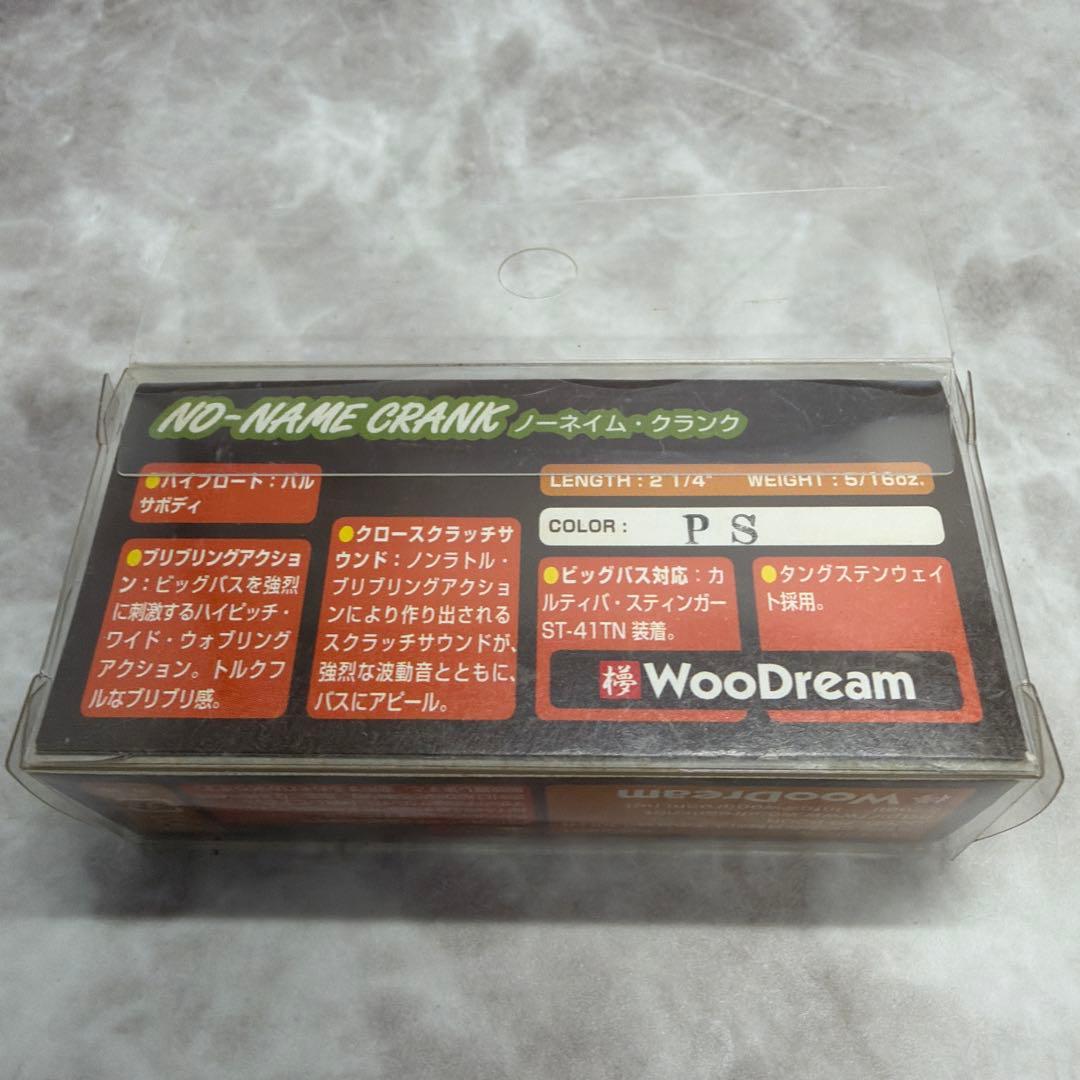 NO-NAME CRANK ノーネイム・クランク
●ハイフロート：バル
サボディ
●ブリブリングアクショ
ン：ビッグバスを強烈
に刺激するハイピッチ・
ワイド・ウォブリング
アクション。トルクフ
ルなブリブリ感。
●クロースクラッチサ
ウンド：ノンラトル・
ブリブリングアクショ
ンにより作り出される
スクラッチサウンドが、
強烈な波動音とともに、
バスにアピール。
LENGTH : 2 1/4" WEIGHT : 5/16oz.
COLOR : P S
●ビッグバス対応：カ
ルティバ・スティンガー
ST-41TN 装着。
●タングステンウェイ
ト採用。
樗 WooDream
WooDream